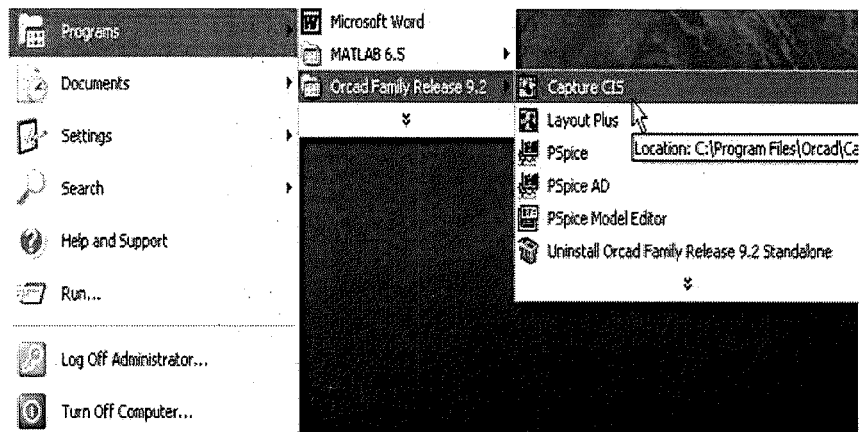 Programs
Documents
Settings
Search
Help and Support
Run...
Log Off Administrator...
Turn Off Computer...
Microsoft Word
MATLAB 6.5
Orcad Family Release 9.2
Capture CIS
Layout Plus
PSpice
PSpice AD
PSpice Model Editor
Uninstall Orcad Family Release 9.2 Standalone
Location: C:\Program Files\Orcad\Ca